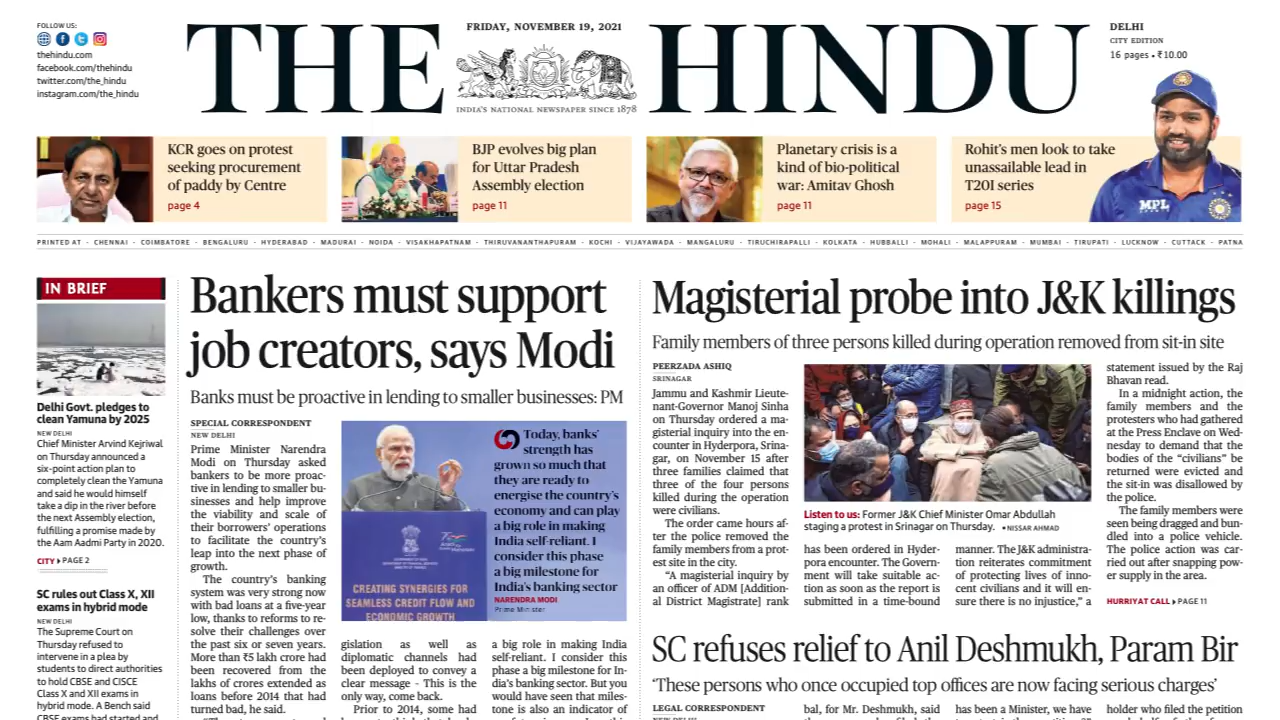 FOLLOW US:
thehindu.com
facebook.com/thehindu
twitter.com/the_hindu
instagram.com/the_hindu
THE HINDU
FRIDAY, NOVEMBER 19, 2021
INDIA'S NATIONAL NEWSPAPER SINCE 1878
DELHI
CITY EDITION
16 pages • ₹10.00
KCR goes on protest
seeking procurement
of paddy by Centre
page 4
BJP evolves big plan
for Uttar Pradesh
Assembly election
page 11
Planetary crisis is a
kind of bio-political
war: Amitav Ghosh
page 11
Rohit's men look to take
unassailable lead in
T20I series
page 15
MPL
PRINTED AT - CHENNAI - COIMBATORE - BENGALURU - HYDERABAD - MADURAI - NOIDA - VISAKHAPATNAM - THIRUVANANTHAPURAM - KOCHI - VIJAYAWADA - MANGALURU - TIRUCHIRAPALLI - KOLKATA - HUBBALLI - MOHALI - MALAPPURAM - MUMBAI - TIRUPATI - LUCKNOW - CUTTACK - PATNA
IN BRIEF
Delhi Govt. pledges to
clean Yamuna by 2025
NEW DELHI
Chief Minister Arvind Kejriwal
on Thursday announced a
six-point action plan to
completely clean the Yamuna
and said he would himself
take a dip in the river before
the next Assembly election,
fulfilling a promise made by
the Aam Aadmi Party in 2020.
CITY PAGE 2
SC rules out Class X, XII
exams in hybrid mode
NEW DELHI
The Supreme Court on
Thursday refused to
intervene in a plea by
students to direct authorities
to hold CBSE and CISCE
Class X and XII exams in
hybrid mode. A Bench said
CBSE exams had started and
Bankers must support
job creators, says Modi
Banks must be proactive in lending to smaller businesses: PM
SPECIAL CORRESPONDENT
NEW DELHI
Prime Minister Narendra
Modi on Thursday asked
bankers to be more proac-
tive in lending to smaller bu-
sinesses and help improve
the viability and scale of
their borrowers' operations
to facilitate the country's
leap into the next phase of
growth.
The country's banking
system was very strong now
with bad loans at a five-year
low, thanks to reforms to re-
solve their challenges over
the past six or seven years.
More than ₹5 lakh crore had
been recovered from the
lakhs of crores extended as
loans before 2014 that had
turned bad, he said.
CREATING SYNERGIES FOR
SEAMLESS CREDIT FLOW AND
ECONOMIC GROWTH
Today, banks'
strength has
grown so much that
they are ready to
energise the country's
economy and can play
a big role in making
India self-reliant. I
consider this phase
a big milestone for
India's banking sector
NARENDRA MODI
Prime Minister
gislation as well as
diplomatic channels had
been deployed to convey a
clear message - This is the
only way, come back.
Prior to 2014, some had
a big role in making India
self-reliant. I consider this
phase a big milestone for In-
dia's banking sector. But you
would have seen that miles-
tone is also an indicator of
Magisterial probe into J&K killings
Family members of three persons killed during operation removed from sit-in site
PEERZADA ASHIQ
SRINAGAR
Jammu and Kashmir Lieute-
nant-Governor Manoj Sinha
on Thursday ordered a ma-
gisterial inquiry into the en-
counter in Hyderpora, Srina-
gar, on November 15 after
three families claimed that
three of the four persons
killed during the operation
were civilians.
The order came hours af-
ter the police removed the
family members from a prot-
est site in the city.
"A magisterial inquiry by
an officer of ADM [Addition-
al District Magistrate] rank
Listen to us: Former J&K Chief Minister Omar Abdullah
staging a protest in Srinagar on Thursday. • NISSAR AHMAD
has been ordered in Hyder-
pora encounter. The Govern-
ment will take suitable ac-
tion as soon as the report is
submitted in a time-bound
manner. The J&K administra-
tion reiterates commitment
of protecting lives of inno-
cent civilians and it will en-
sure there is no injustice," a
statement issued by the Raj
Bhavan read.
In a midnight action, the
family members and the
protesters who had gathered
at the Press Enclave on Wed-
nesday to demand that the
bodies of the "civilians" be
returned were evicted and
the sit-in was disallowed by
the police.
The family members were
seen being dragged and bun-
dled into a police vehicle.
The police action was car-
ried out after snapping pow-
er supply in the area.
HURRIYAT CALL PAGE 11
SC refuses relief to Anil Deshmukh, Param Bir
'These persons who once occupied top offices are now facing serious charges'
LEGAL CORRESPONDENT
bal, for Mr. Deshmukh, said
has been a Minister, we have
holder who filed the petition